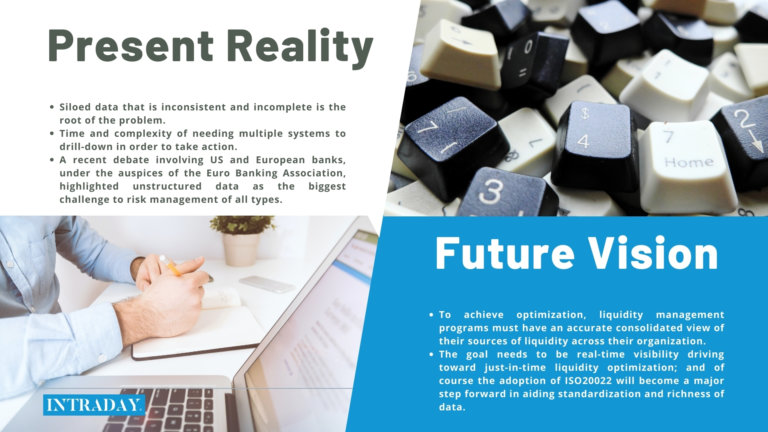 Present Reality
Siloed data that is inconsistent and incomplete is the
root of the problem.
Time and complexity of needing multiple systems to
drill-down in order to take action.
A recent debate involving US and European banks,
under the auspices of the Euro Banking Association,
highlighted unstructured data as the biggest
challenge to risk management of all types.
7
$
4
7
Home
2
3
Future Vision
To achieve optimization, liquidity management
programs must have an accurate consolidated view of
their sources of liquidity across their organization.
The goal needs to be real-time visibility driving
toward just-in-time liquidity optimization; and of
course the adoption of ISO20022 will become a major
step forward in aiding standardization and richness of
data.
INTRADAY.